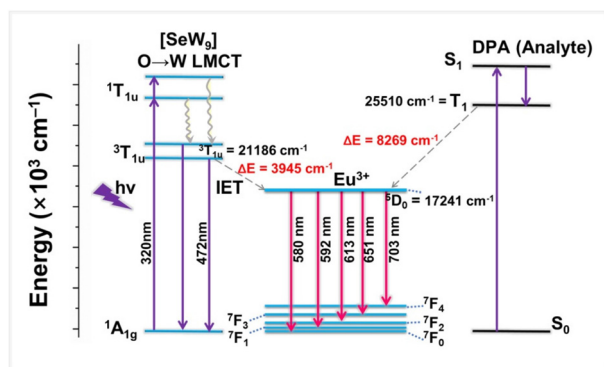 [SeW₉]
O→W LMCT
DPA (Analyte)
S₁
¹T₁ᵤ
25510 cm⁻¹ = T₁
³T₁ᵤ = 21186 cm⁻¹
ΔE = 8269 cm⁻¹
³T₁ᵤ
ΔE = 3945 cm⁻¹
IET
Eu³⁺
hν
⁵D₀ = 17241 cm⁻¹
Energy (×10³ cm⁻¹)
320nm
472nm
580 nm
592 nm
613 nm
651 nm
703 nm
⁷F₄
⁷F₃
⁷F₂
¹A₁g
⁷F₁
⁷F₀
S₀